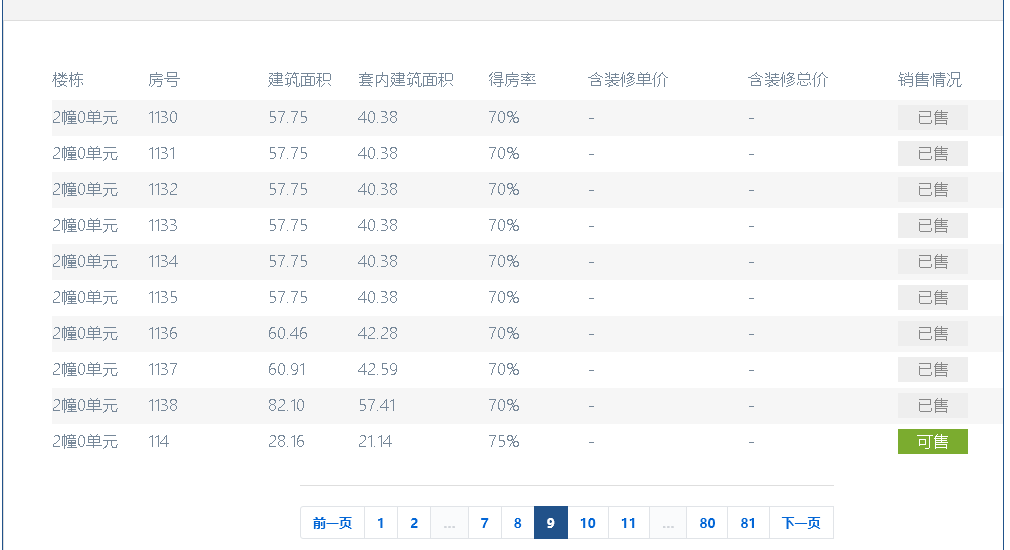 楼栋 房号 建筑面积 套内建筑面积 得房率 含装修单价 含装修总价 销售情况
2幢0单元 1130 57.75 40.38 70% - - 已售
2幢0单元 1131 57.75 40.38 70% - - 已售
2幢0单元 1132 57.75 40.38 70% - - 已售
2幢0单元 1133 57.75 40.38 70% - - 已售
2幢0单元 1134 57.75 40.38 70% - - 已售
2幢0单元 1135 57.75 40.38 70% - - 已售
2幢0单元 1136 60.46 42.28 70% - - 已售
2幢0单元 1137 60.91 42.59 70% - - 已售
2幢0单元 1138 82.10 57.41 70% - - 已售
2幢0单元 114 28.16 21.14 75% - - 可售
前一页 1 2 ... 7 8 9 10 11 ... 80 81 下一页